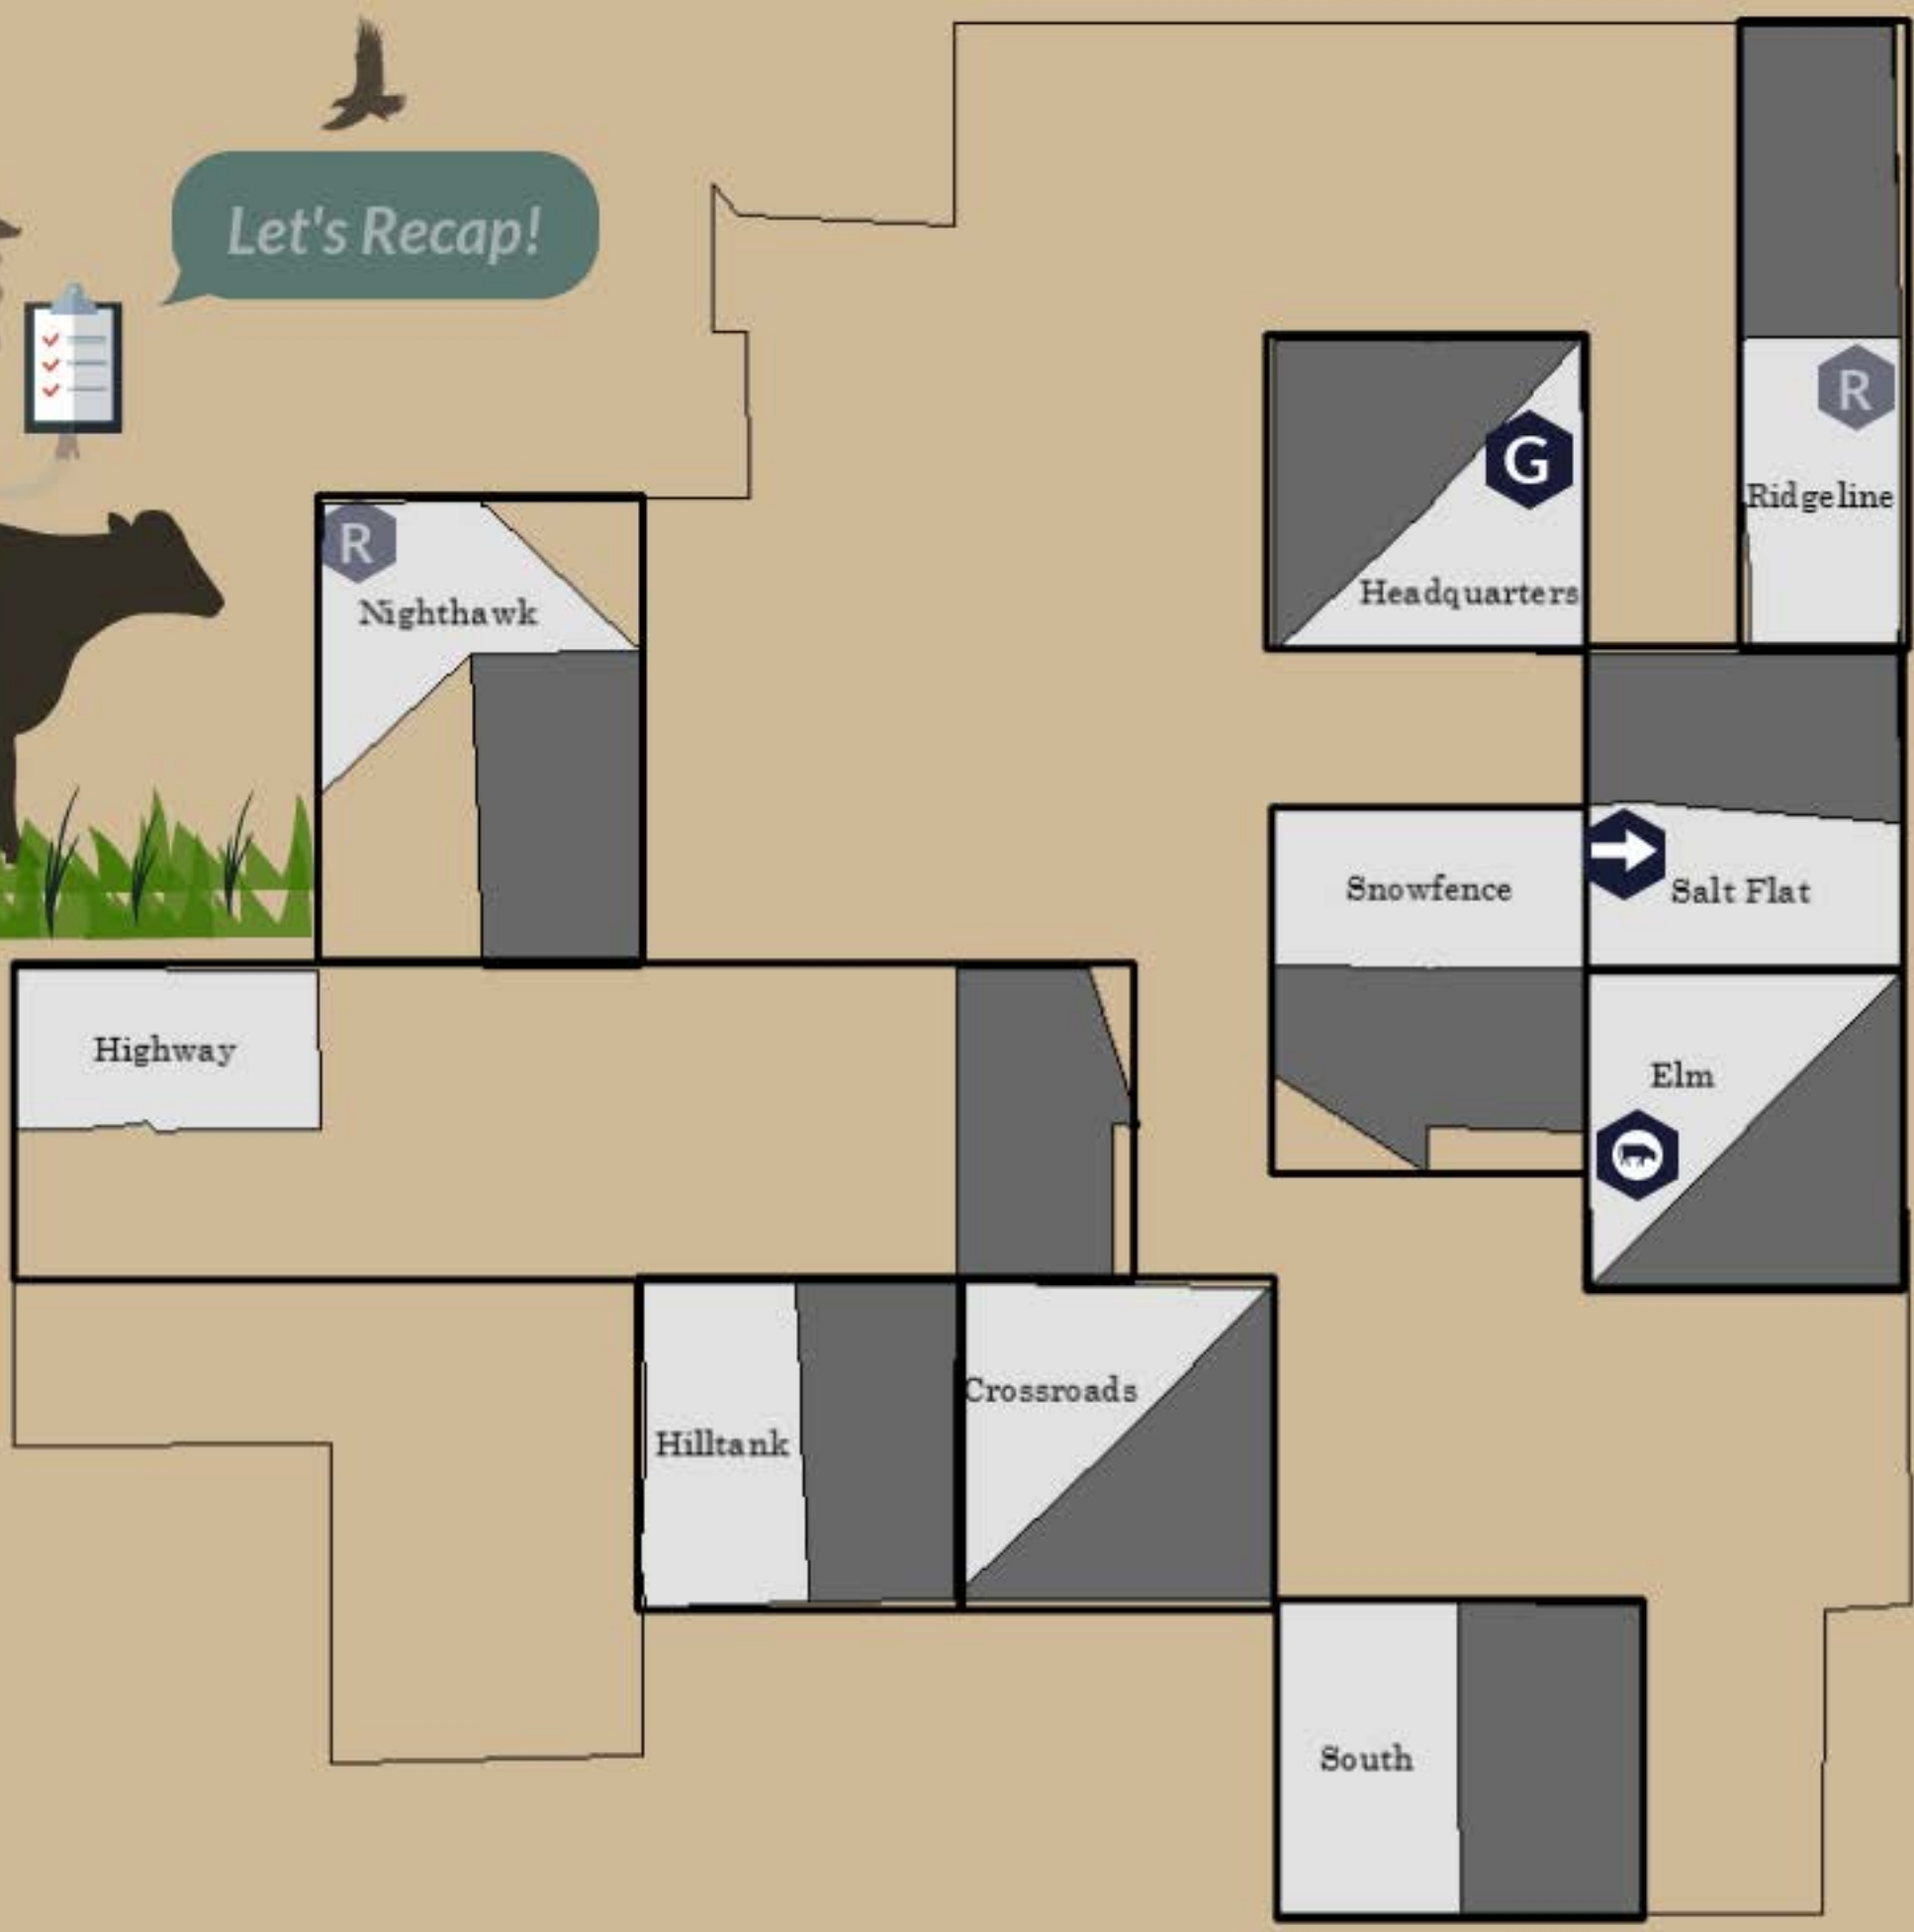 Let's Recap!
R
Ridgeline
G
Headquarters
R
Nighthawk
Snowfence
Salt Flat
Highway
Elm
Crossroads
Hilltank
South